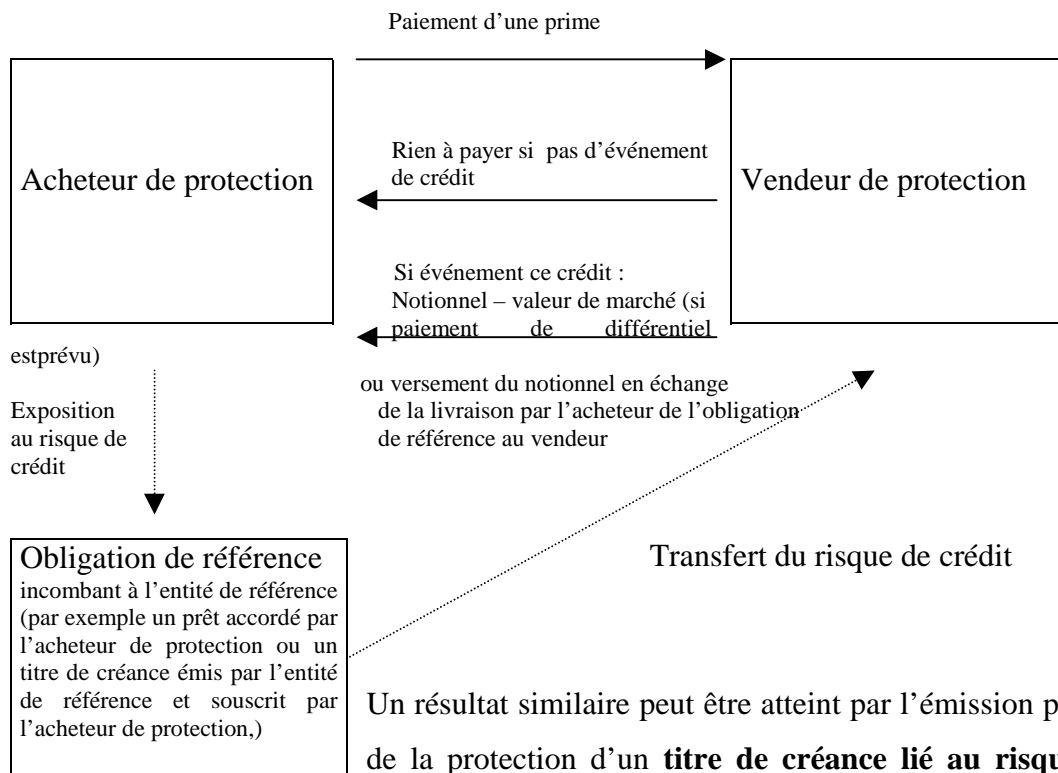 Paiement d'une prime
Acheteur de protection
Rien à payer si pas d'événement
de crédit
Vendeur de protection
Si événement ce crédit :
Notionnel – valeur de marché (si
paiement de différentiel
estprévu)
ou versement du notionnel en échange
de la livraison par l'acheteur de l'obligation
de référence au vendeur
Exposition
au risque de
crédit
Obligation de référence
incombant à l'entité de référence
(par exemple un prêt accordé par
l'acheteur de protection ou un
titre de créance émis par l'entité
de référence et souscrit par
l'acheteur de protection,)
Transfert du risque de crédit
Un résultat similaire peut être atteint par l'émission
de la protection d'un titre de créance lié au